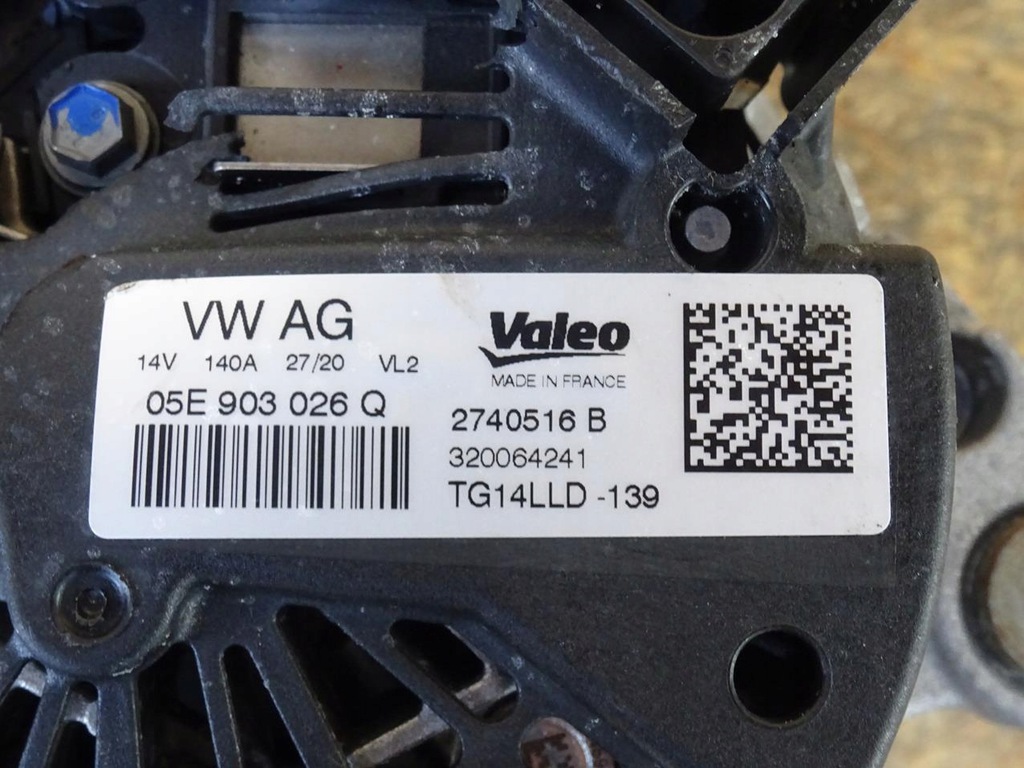 VW AG
14V 140A 27/20 VL2
05E 903 026 Q
Valeo
MADE IN FRANCE
2740516 B
320064241
TG14LLD -139